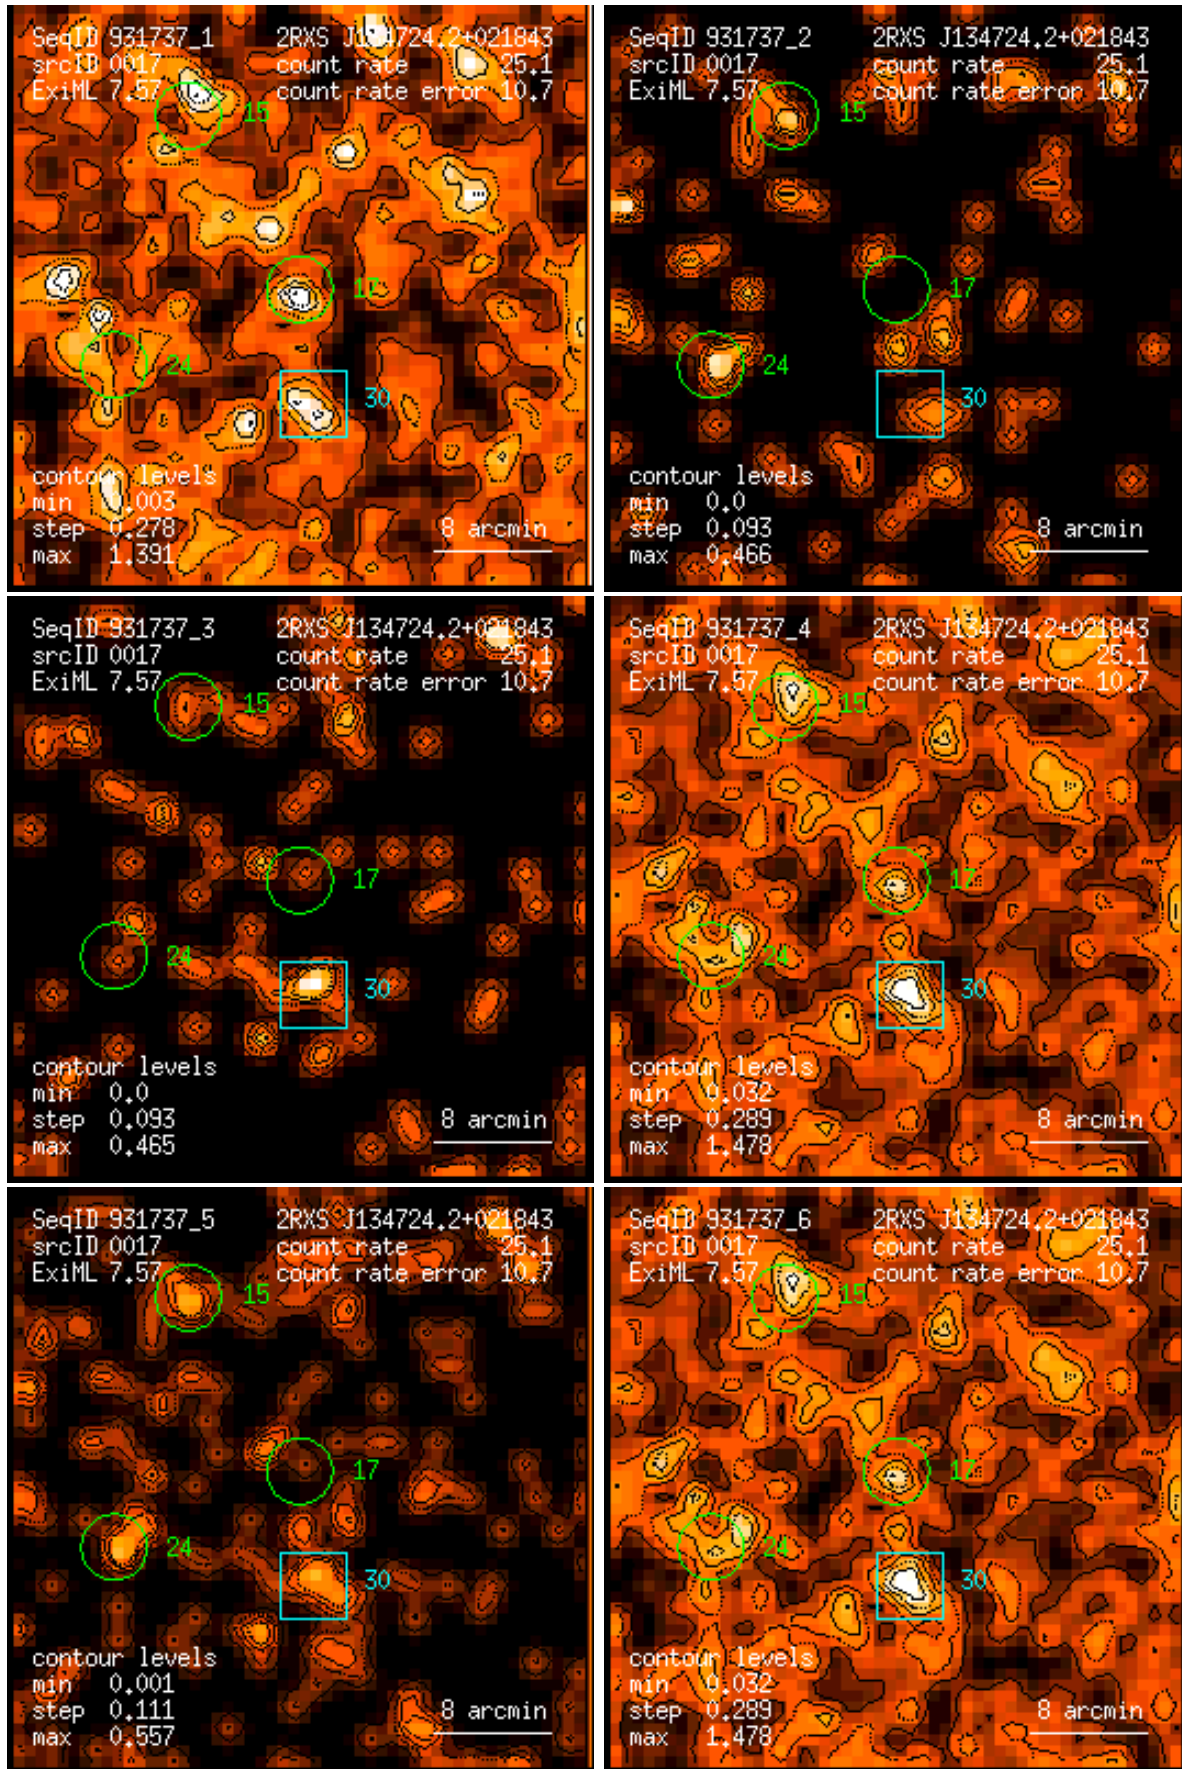 SeqID 931737_1 2RXS J134724.2+021843
srcID 0017 count rate 25.1
ExiML 7.57 count rate error 10.7
15
17
24
30
contour levels
min 0.003
step 0.278
max 1.391
8 arcmin
SeqID 931737_2 2RXS J134724.2+021843
srcID 0017 count rate 25.1
ExiML 7.57 count rate error 10.7
15
17
24
30
contour levels
min 0.0
step 0.093
max 0.466
8 arcmin
SeqID 931737_3 2RXS J134724.2+021843
srcID 0017 count rate 25.1
ExiML 7.57 count rate error 10.7
15
17
24
30
contour levels
min 0.0
step 0.093
max 0.465
8 arcmin
SeqID 931737_4 2RXS J134724.2+021843
srcID 0017 count rate 25.1
ExiML 7.57 count rate error 10.7
15
17
24
30
contour levels
min 0.032
step 0.289
max 1.478
8 arcmin
SeqID 931737_5 2RXS J134724.2+021843
srcID 0017 count rate 25.1
ExiML 7.57 count rate error 10.7
15
17
24
30
contour levels
min 0.001
step 0.111
max 0.557
8 arcmin
SeqID 931737_6 2RXS J134724.2+021843
srcID 0017 count rate 25.1
ExiML 7.57 count rate error 10.7
15
17
24
30
contour levels
min 0.032
step 0.289
max 1.478
8 arcmin